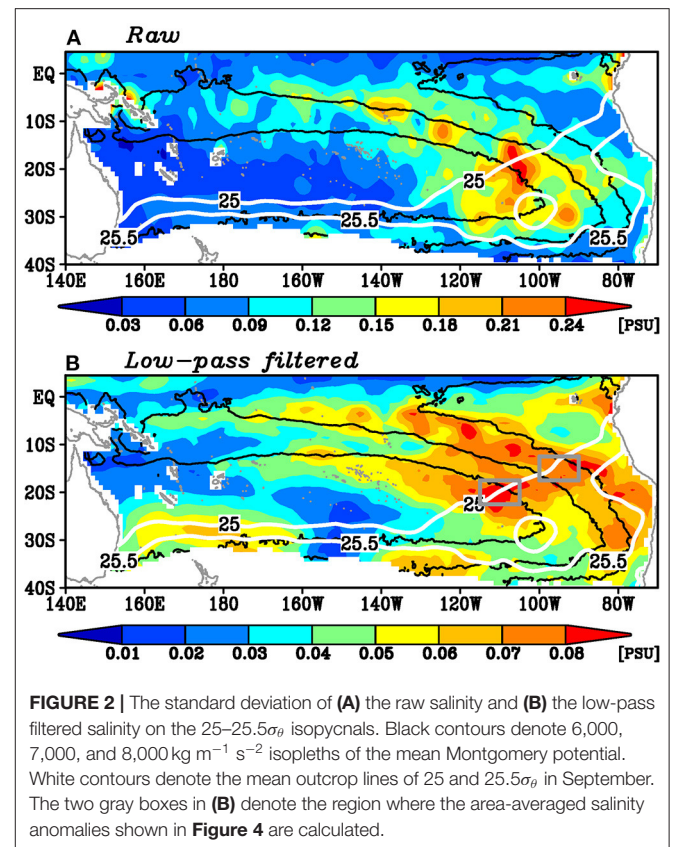 A Raw
EQ
10S
20S
30S
40S
25
25
25.5
25.5
25.5
140E 160E 180 160W 140W 120W 100W 80W
0.03 0.06 0.09 0.12 0.15 0.18 0.21 0.24 [PSU]
B Low-pass filtered
EQ
10S
20S
30S
40S
25
25
25.5
25.5
25.5
140E 160E 180 160W 140W 120W 100W 80W
0.01 0.02 0.03 0.04 0.05 0.06 0.07 0.08 [PSU]
FIGURE 2 | The standard deviation of (A) the raw salinity and (B) the low-pass
filtered salinity on the 25–25.5σθ isopycnals. Black contours denote 6,000,
7,000, and 8,000 kg m⁻¹ s⁻² isopleths of the mean Montgomery potential.
White contours denote the mean outcrop lines of 25 and 25.5σθ in September.
The two gray boxes in (B) denote the region where the area-averaged salinity
anomalies shown in Figure 4 are calculated.